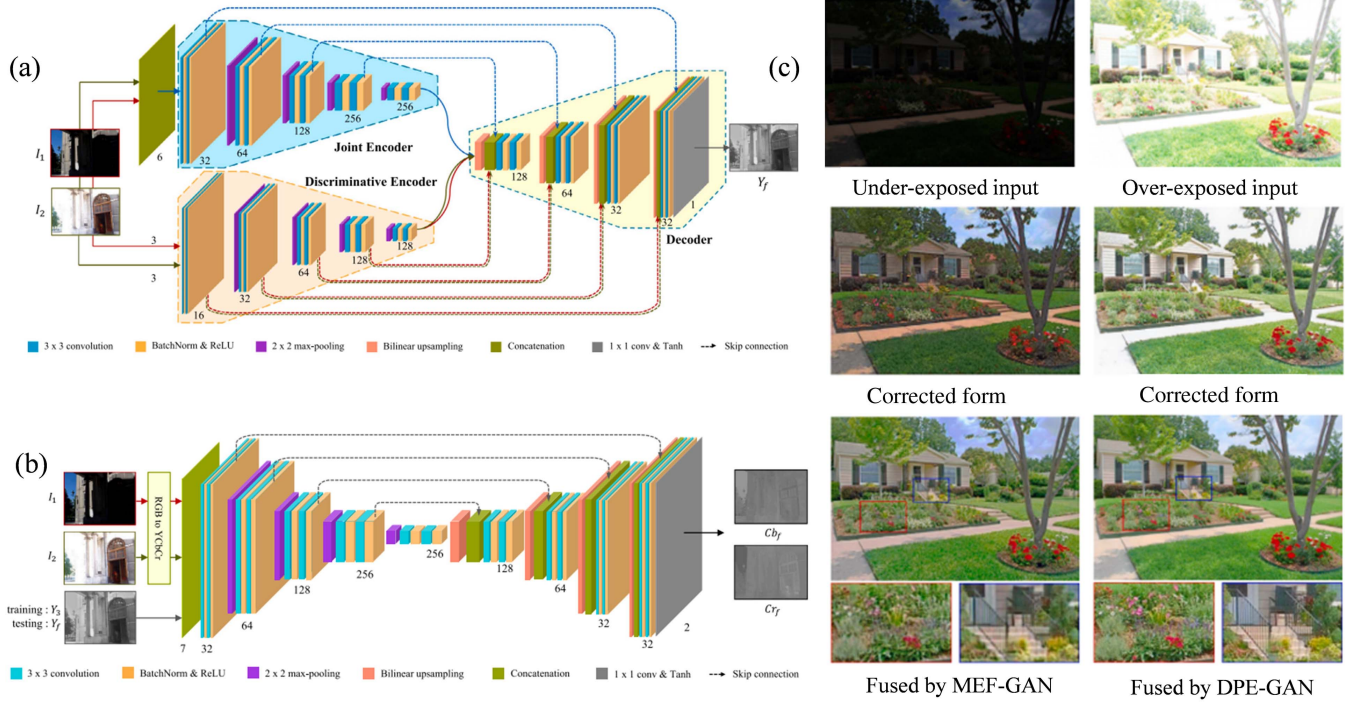 (a)
I₁
I₂
6
32
64
128
256
256
Joint Encoder
Discriminative Encoder
3
3
16
32
64
128
128
128
64
32
32
1
Decoder
Y_f
3 x 3 convolution
BatchNorm & ReLU
2 x 2 max-pooling
Bilinear upsampling
Concatenation
1 x 1 conv & Tanh
Skip connection
(b)
I₁
I₂
RGB to YCbCr
training : Y₃
testing : Y_f
7
32
64
128
256
256
128
64
32
32
2
Cb_f
Cr_f
3 x 3 convolution
BatchNorm & ReLU
2 x 2 max-pooling
Bilinear upsampling
Concatenation
1 x 1 conv & Tanh
Skip connection
(c)
Under-exposed input
Over-exposed input
Corrected form
Corrected form
Fused by MEF-GAN
Fused by DPE-GAN